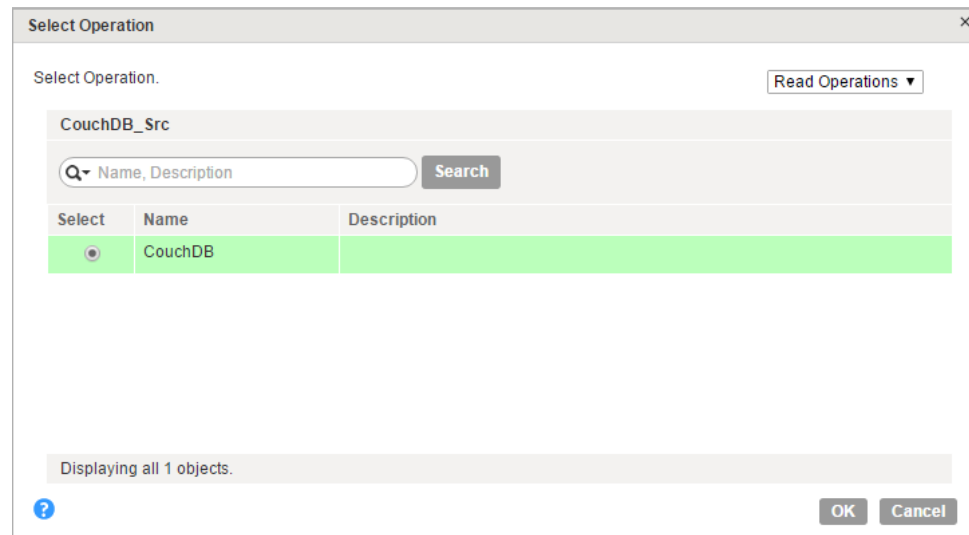 Select Operation
×
Select Operation.
Read Operations ▼
CouchDB_Src
Name, Description
Search
Select Name Description
CouchDB
Displaying all 1 objects.
?
OK Cancel